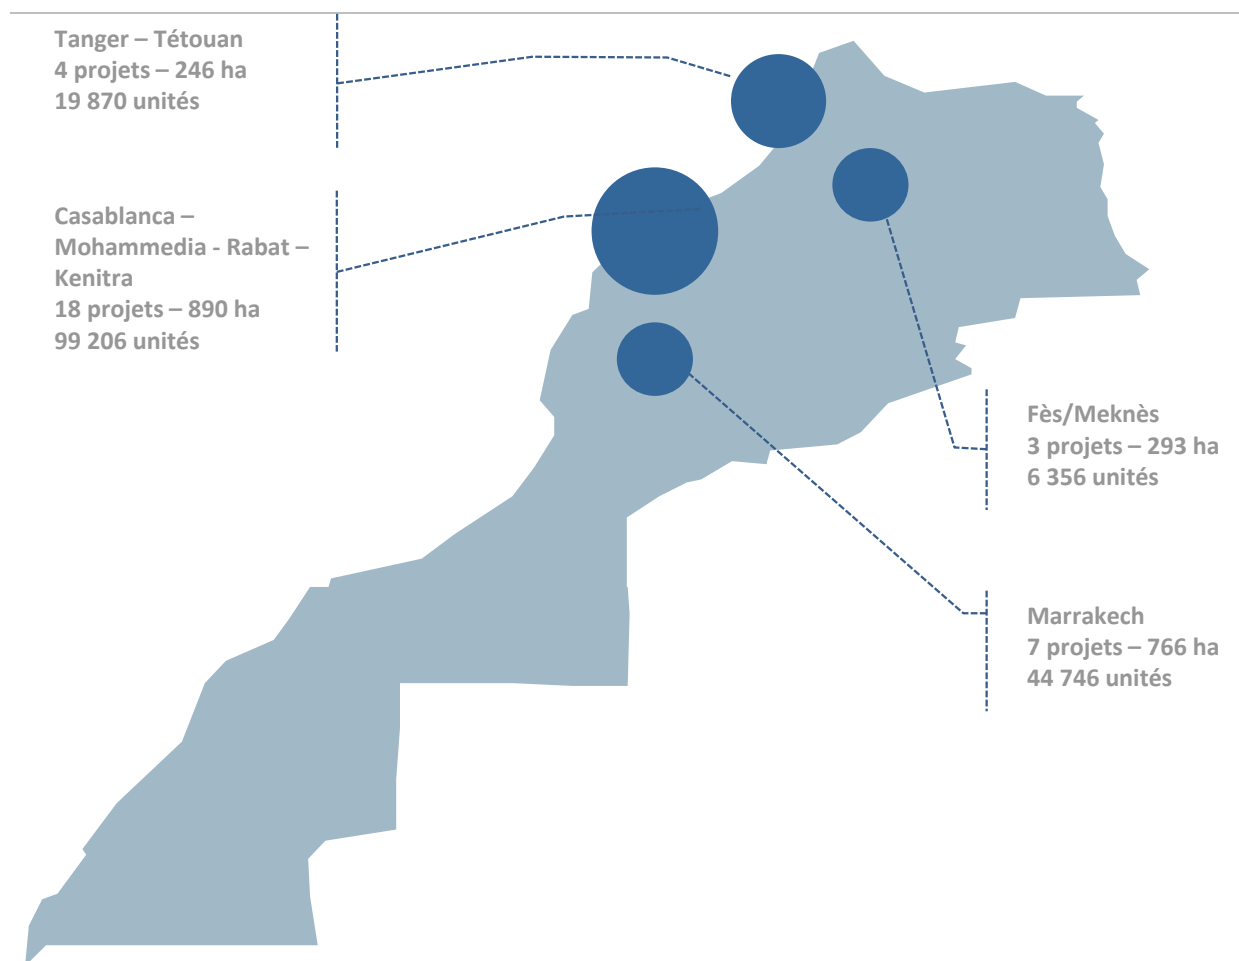 Tanger – Tétouan
4 projets – 246 ha
19 870 unités
Casablanca –
Mohammedia - Rabat –
Kenitra
18 projets – 890 ha
99 206 unités
Fès/Meknès
3 projets – 293 ha
6 356 unités
Marrakech
7 projets – 766 ha
44 746 unités